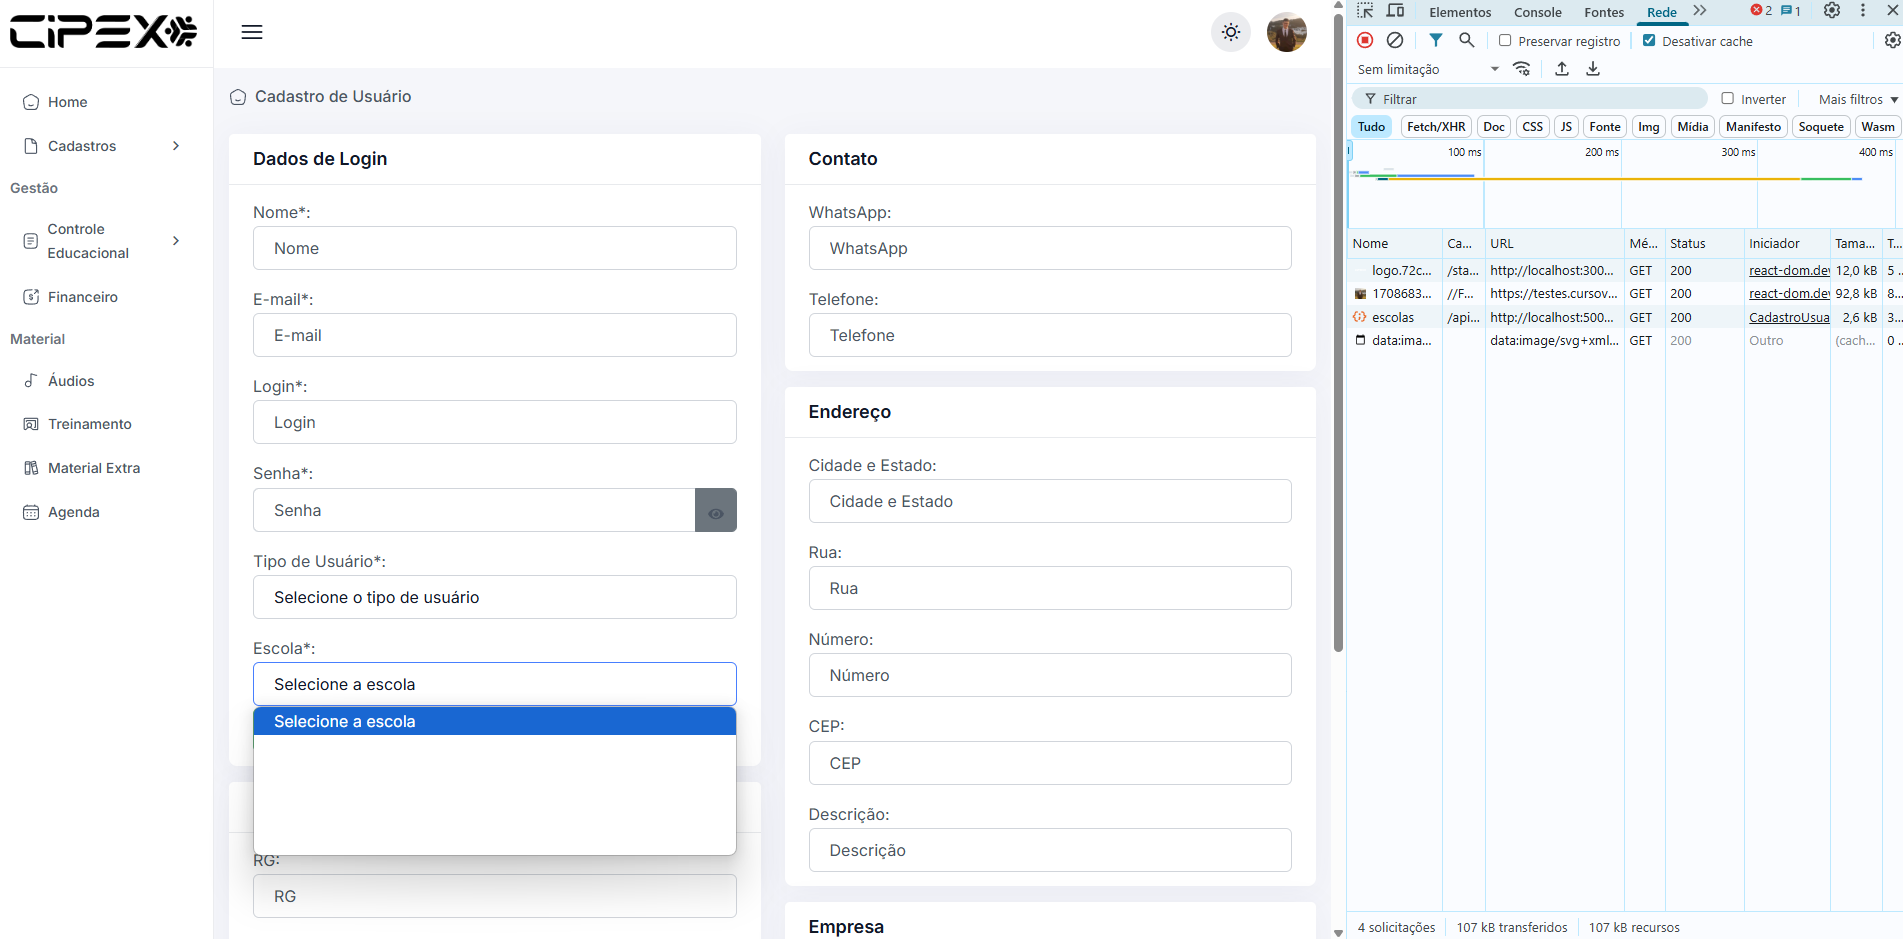 CIPEX
Home
Cadastros
Gestão
Controle
Educacional
Financeiro
Material
Áudios
Treinamento
Material Extra
Agenda
Cadastro de Usuário
Dados de Login
Nome*:
Nome
E-mail*:
E-mail
Login*:
Login
Senha*:
Senha
Tipo de Usuário*:
Selecione o tipo de usuário
Escola*:
Selecione a escola
Selecione a escola
RG:
RG
Contato
WhatsApp:
WhatsApp
Telefone:
Telefone
Endereço
Cidade e Estado:
Cidade e Estado
Rua:
Rua
Número:
Número
CEP:
CEP
Descrição:
Descrição
Empresa
Elementos Console Fontes Rede 2 1
Preservar registro Desativar cache
Sem limitação
Filtrar Inverter Mais filtros
Tudo Fetch/XHR Doc CSS JS Fonte Img Mídia Manifesto Soquete Wasm
100 ms 200 ms 300 ms 400 ms
Nome Ca... URL Mé... Status Iniciador Tama... T...
logo.72c... /sta... http://localhost:300... GET 200 react-dom.de 12,0 kB 5
1708683... //F... https://testes.cursov... GET 200 react-dom.de 92,8 kB 8...
escolas /api... http://localhost:500... GET 200 CadastroUsua 2,6 kB 3...
data:ima... data:image/svg+xml... GET 200 Outro (cach... 0
4 solicitações 107 kB transferidos 107 kB recursos